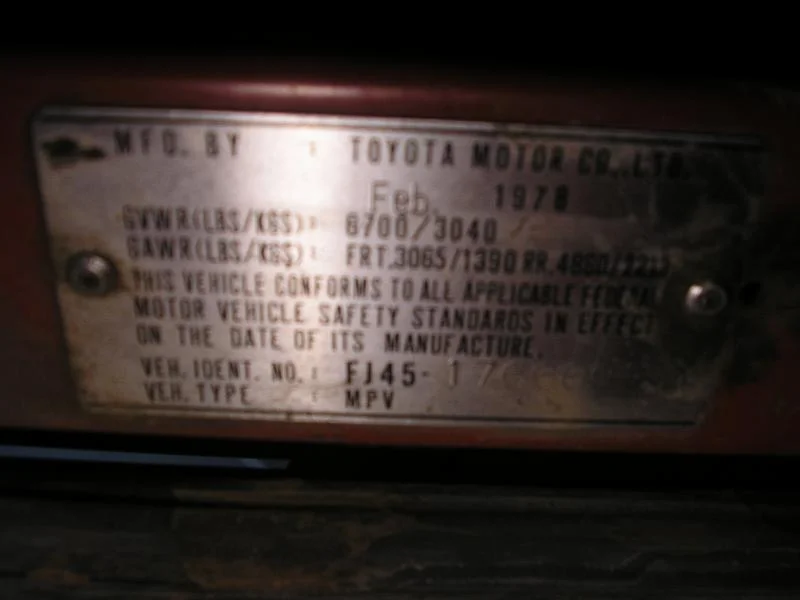 MFD. BY : TOYOTA MOTOR CO., LTD.
Feb. 1978
GVWR(LBS/KGS): 6700/3040
GAWR(LBS/KGS): FRT. 3065/1390 RR.
THIS VEHICLE CONFORMS TO ALL APPLICABLE FEDERAL
MOTOR VEHICLE SAFETY STANDARDS IN EFFECT
ON THE DATE OF ITS MANUFACTURE.
VEH. IDENT. NO. : FJ45-
VEH. TYPE : MPV